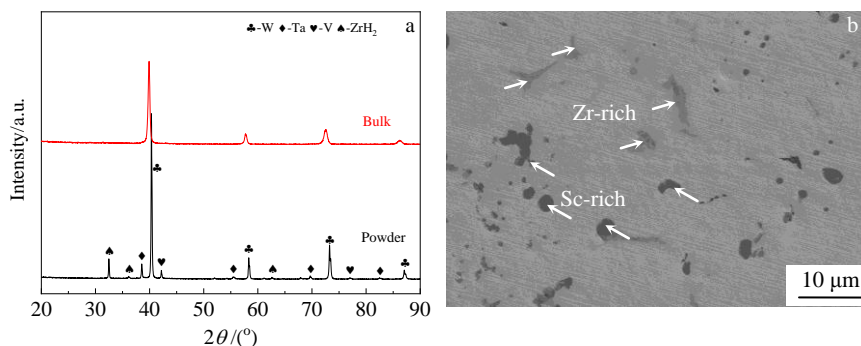 ♣-W ♦-Ta ♥-V ♠-ZrH₂
a
Intensity/a.u.
Bulk
♣
Powder
♠ ♠ ♦ ♥ ♦ ♣ ♠ ♦ ♣ ♥ ♦ ♣
20 30 40 50 60 70 80 90
2θ/(o)
b
Zr-rich
Sc-rich
10 μm